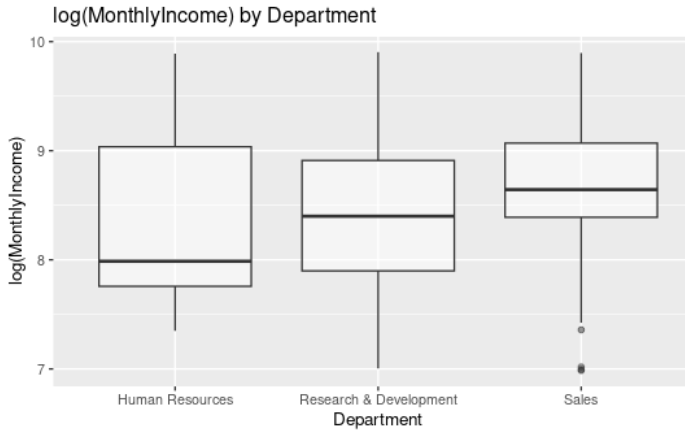 log(MonthlyIncome) by Department
log(MonthlyIncome)
10
9
8
7
Human Resources
Research & Development
Sales
Department